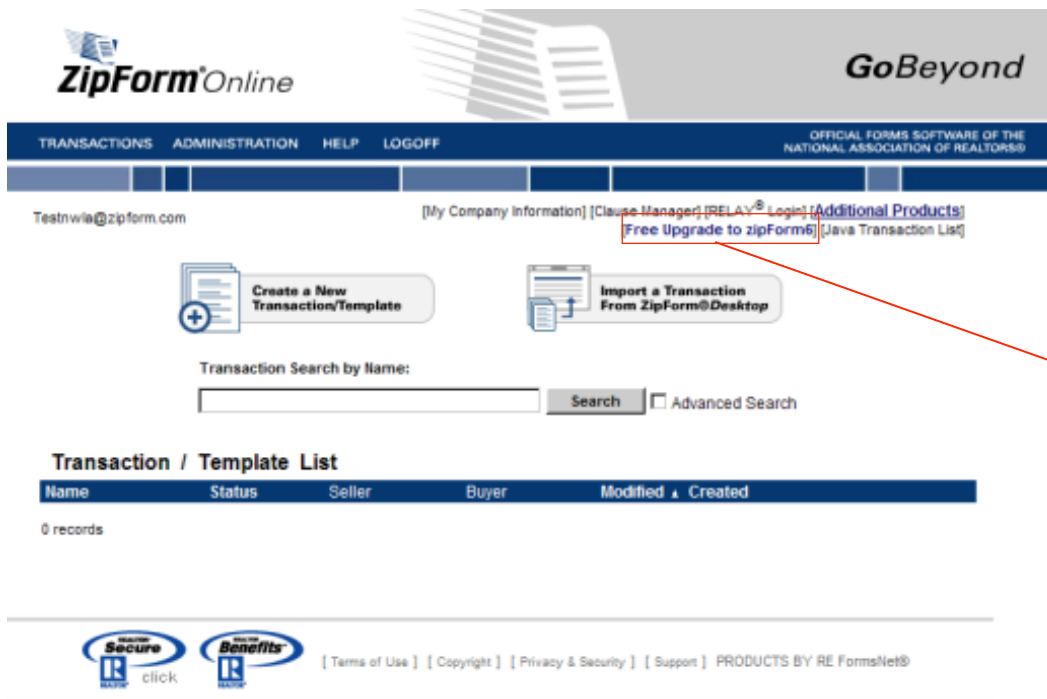 ZipForm®Online
GoBeyond
TRANSACTIONS ADMINISTRATION HELP LOGOFF
OFFICIAL FORMS SOFTWARE OF THE
NATIONAL ASSOCIATION OF REALTORS®
Testnwla@zipform.com
[My Company Information] [Clause Manager] [RELAY® Login] [Additional Products]
[Free Upgrade to zipForm6] [Java Transaction List]
Create a New
Transaction/Template
Import a Transaction
From ZipForm®Desktop
Transaction Search by Name:
Search Advanced Search
Transaction / Template List
Name Status Seller Buyer Modified ▲ Created
0 records
REALTOR Secure
click
REALTOR
REALTOR Benefits
REALTOR
[ Terms of Use ] [ Copyright ] [ Privacy & Security ] [ Support ] PRODUCTS BY RE FormsNet®